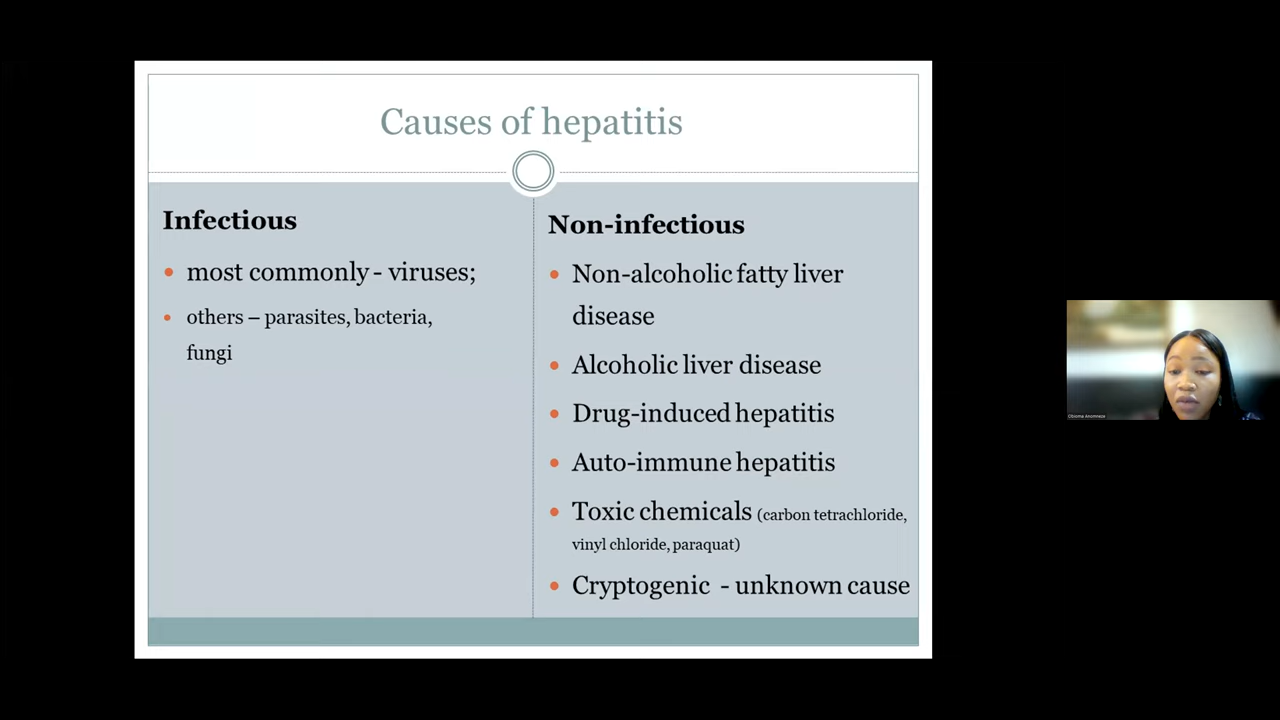 Causes of hepatitis
Infectious
most commonly - viruses;
others – parasites, bacteria,
fungi
Non-infectious
Non-alcoholic fatty liver
disease
Alcoholic liver disease
Drug-induced hepatitis
Auto-immune hepatitis
Toxic chemicals (carbon tetrachloride,
vinyl chloride, paraquat)
Cryptogenic - unknown cause